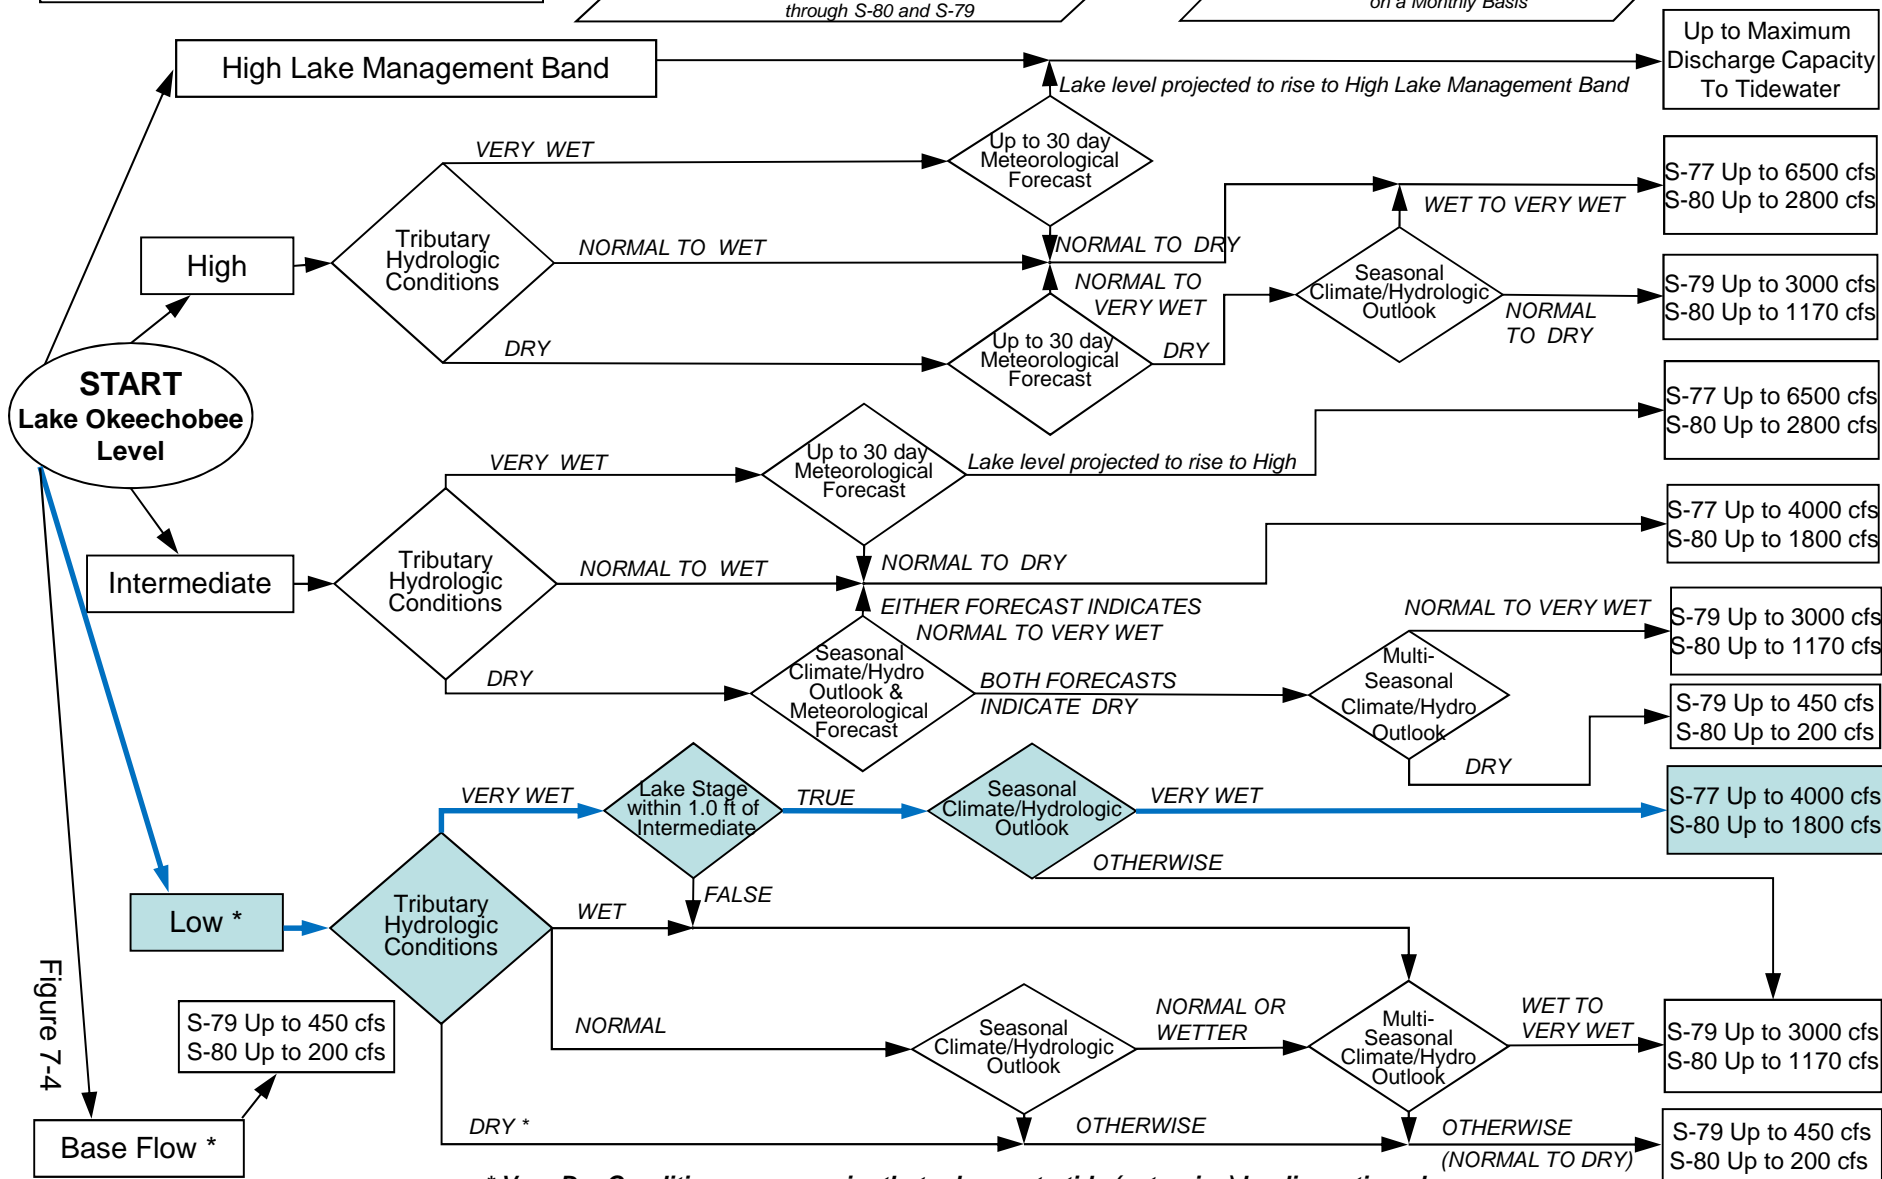 through S-80 and S-79
on a Monthly Basis
High Lake Management Band
Lake level projected to rise to High Lake Management Band
Up to Maximum
Discharge Capacity
To Tidewater
VERY WET
Up to 30 day
Meteorological
Forecast
S-77 Up to 6500 cfs
S-80 Up to 2800 cfs
WET TO VERY WET
High
Tributary
Hydrologic
Conditions
NORMAL TO WET
NORMAL TO DRY
NORMAL TO
VERY WET
Seasonal
Climate/Hydrologic
Outlook
NORMAL
TO DRY
S-79 Up to 3000 cfs
S-80 Up to 1170 cfs
DRY
Up to 30 day
Meteorological
Forecast
DRY
START
Lake Okeechobee
Level
S-77 Up to 6500 cfs
S-80 Up to 2800 cfs
VERY WET
Up to 30 day
Meteorological
Forecast
Lake level projected to rise to High
S-77 Up to 4000 cfs
S-80 Up to 1800 cfs
Intermediate
Tributary
Hydrologic
Conditions
NORMAL TO WET
NORMAL TO DRY
EITHER FORECAST INDICATES
NORMAL TO VERY WET
NORMAL TO VERY WET
S-79 Up to 3000 cfs
S-80 Up to 1170 cfs
DRY
Seasonal
Climate/Hydro
Outlook &
Meteorological
Forecast
BOTH FORECASTS
INDICATE DRY
Multi-
Seasonal
Climate/Hydro
Outlook
DRY
S-79 Up to 450 cfs
S-80 Up to 200 cfs
VERY WET
Lake Stage
within 1.0 ft of
Intermediate
TRUE
Seasonal
Climate/Hydrologic
Outlook
VERY WET
S-77 Up to 4000 cfs
S-80 Up to 1800 cfs
OTHERWISE
FALSE
Low *
Tributary
Hydrologic
Conditions
WET
NORMAL
Seasonal
Climate/Hydrologic
Outlook
NORMAL OR
WETTER
Multi-
Seasonal
Climate/Hydro
Outlook
WET TO
VERY WET
S-79 Up to 3000 cfs
S-80 Up to 1170 cfs
Figure 7-4
S-79 Up to 450 cfs
S-80 Up to 200 cfs
Base Flow *
DRY *
OTHERWISE
OTHERWISE
(NORMAL TO DRY)
S-79 Up to 450 cfs
S-80 Up to 200 cfs